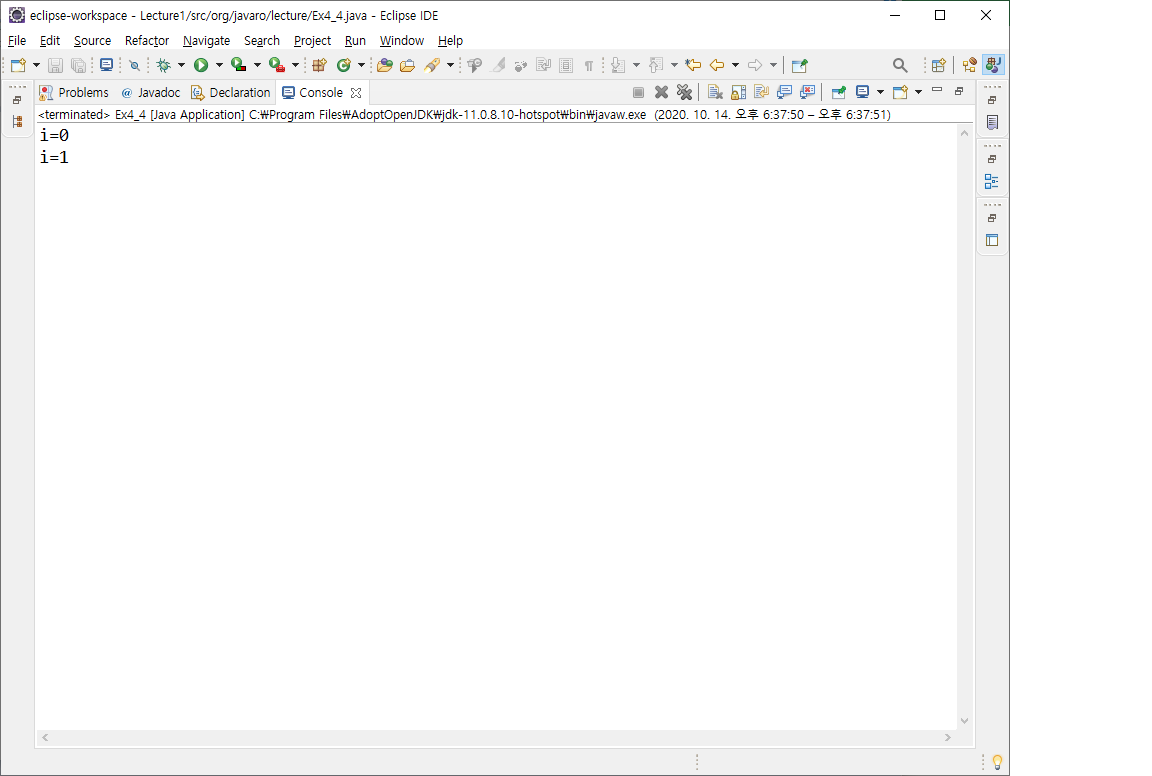 eclipse-workspace - Lecture1/src/org/javaro/lecture/Ex4_4.java - Eclipse IDE
File Edit Source Refactor Navigate Search Project Run Window Help
Problems @ Javadoc Declaration Console
<terminated> Ex4_4 [Java Application] C:₩Program Files₩AdoptOpenJDK₩jdk-11.0.8.10-hotspot₩bin₩javaw.exe (2020. 10. 14. 오후 6:37:50 – 오후 6:37:51)
i=0
i=1